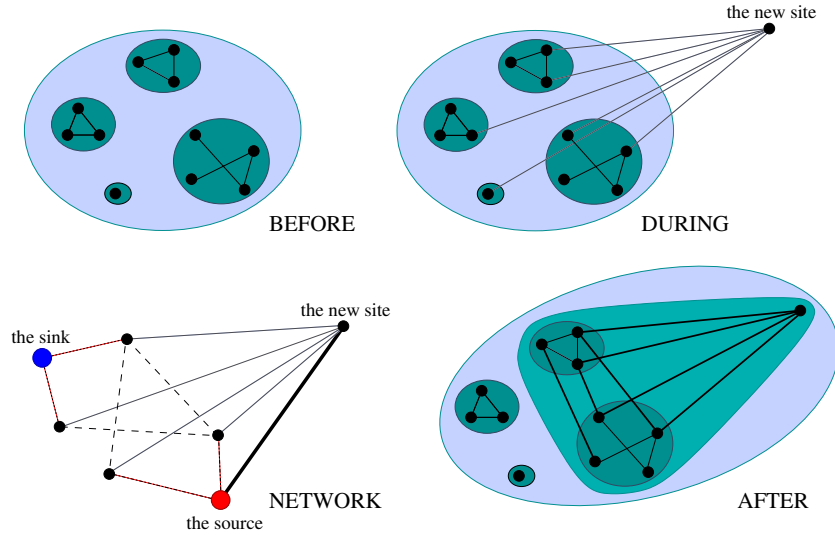 the new site
BEFORE
DURING
the new site
the sink
NETWORK
the source
AFTER